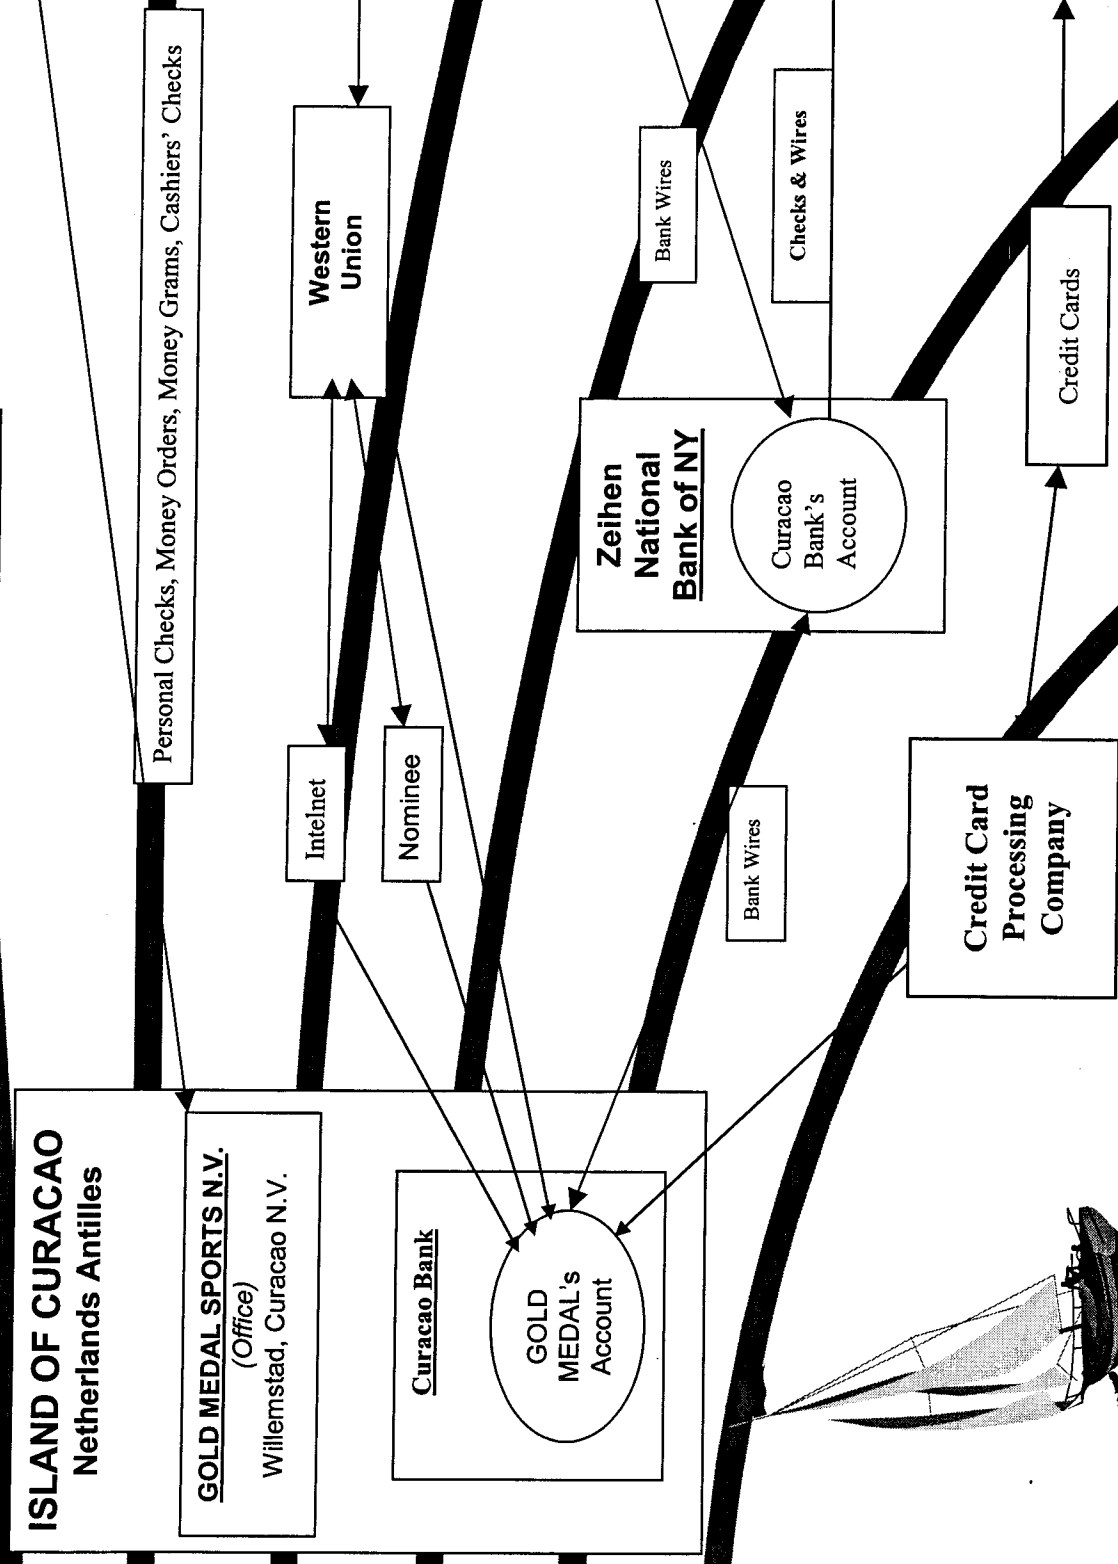 ISLAND OF CURACAO
Netherlands Antilles
GOLD MEDAL SPORTS N.V.
(Office)
Willemstad, Curacao N.V.
Curacao Bank
GOLD
MEDAL's
Account
Personal Checks, Money Orders, Money Grams, Cashiers' Checks
Intelnet
Nominee
Western
Union
Bank Wires
Bank Wires
Zeihen
National
Bank of NY
Curacao
Bank's
Account
Checks & Wires
Credit Card
Processing
Company
Credit Cards